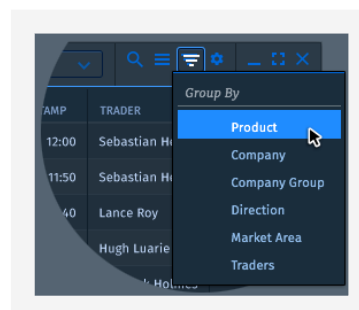 Group By
TAMP TRADER
Product
12:00 Sebastian H
Company
11:50 Sebastian H
Company Group
40 Lance Roy
Direction
Hugh Luarie
Market Area
Traders